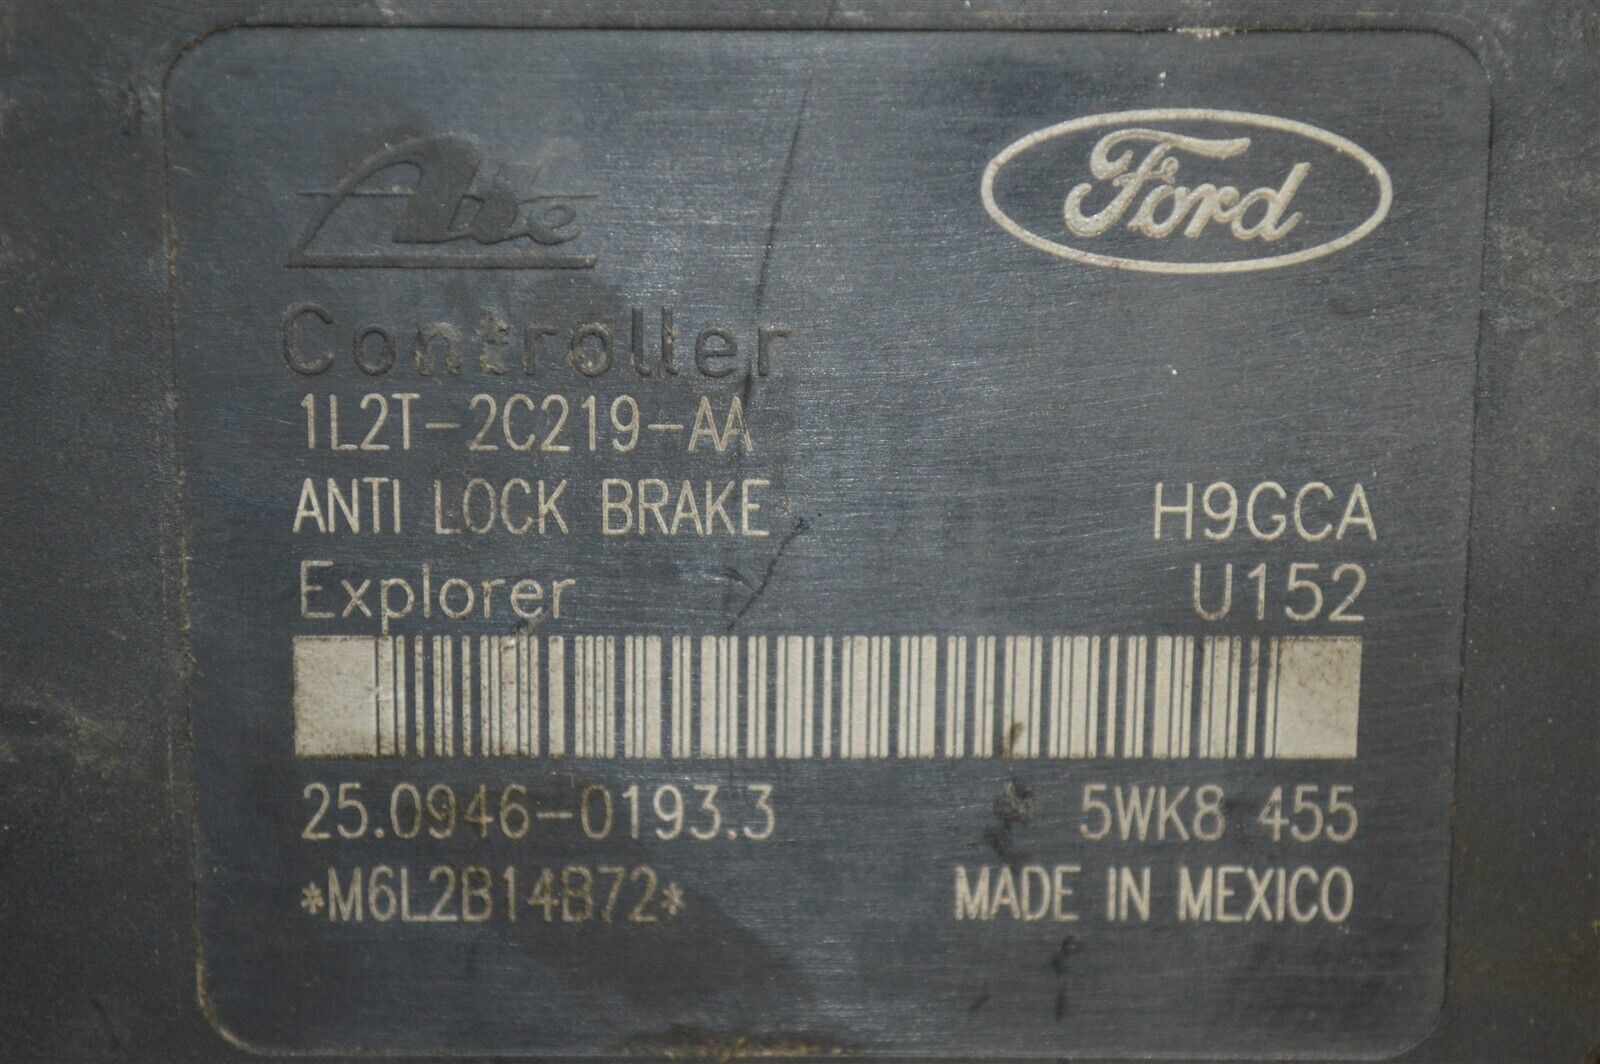 Ate
Ford
Controller
1L2T-2C219-AA
ANTI LOCK BRAKE H9GCA
Explorer U152
25.0946-0193.3 5WK8 455
*M6L2B14B72* MADE IN MEXICO